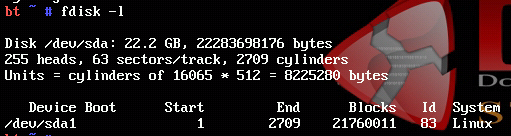 bt ~ # fdisk -l
Disk /dev/sda: 22.2 GB, 22283698176 bytes
255 heads, 63 sectors/track, 2709 cylinders
Units = cylinders of 16065 * 512 = 8225280 bytes
Device Boot Start End Blocks Id System
/dev/sda1 1 2709 21760011 83 Linux